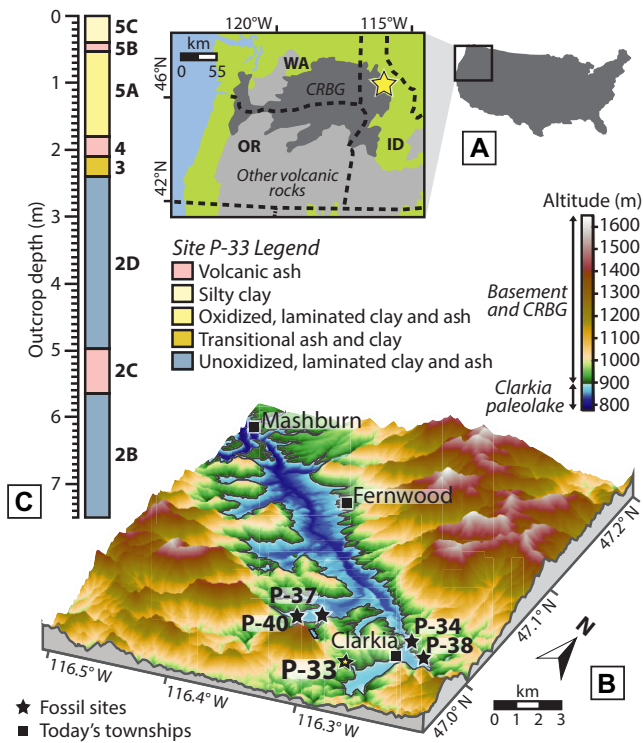 0
1
2
3
4
5
6
7
Outcrop depth (m)
5C
5B
5A
4
3
2D
2C
2B
C
120°W
115°W
46°N
42°N
km
0 55
WA
CRBG
OR
ID
Other volcanic
rocks
A
Site P-33 Legend
Volcanic ash
Silty clay
Oxidized, laminated clay and ash
Transitional ash and clay
Unoxidized, laminated clay and ash
Altitude (m)
1600
1400
1300
1200
1100
1000
900
800
Basement
and CRBG
Clarkia
paleolake
Mashburn
Fernwood
P-37
P-40
Clarkia
P-34
P-38
P-33
116.5° W
116.4° W
116.3° W
47.0° N
47.1° N
47.2° N
N
B
km
0 1 2 3
Fossil sites
Today's townships